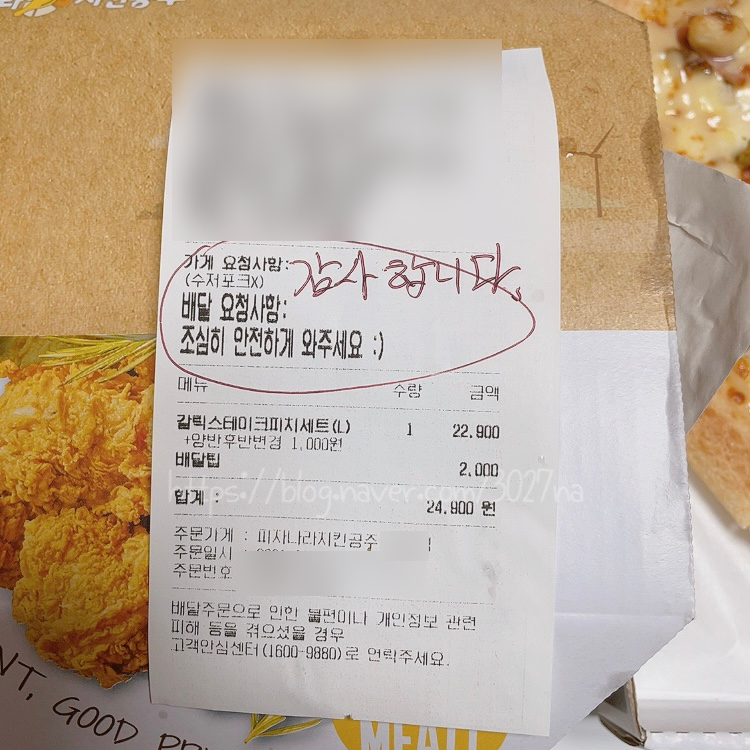 치킨공주
가게 요청사항: 감사합니다.
(수저포크X)
배달 요청사항:
조심히 안전하게 와주세요 :)
메뉴 수량 금액
갈릭스테이크피치세트(L) 1 22,900
+양반후반변경 1,000원
배달팁 2,000
https://blog.naver.com/3027na
합계 : 24,900 원
주문가게 : 피자나라치킨공주
주문일시 :
주문번호
배달주문으로 인한 불편이나 개인정보 관련
피해 등을 겪으셨을 경우
고객안심센터(1600-9880)로 연락주세요.
NT, GOOD
MEAL